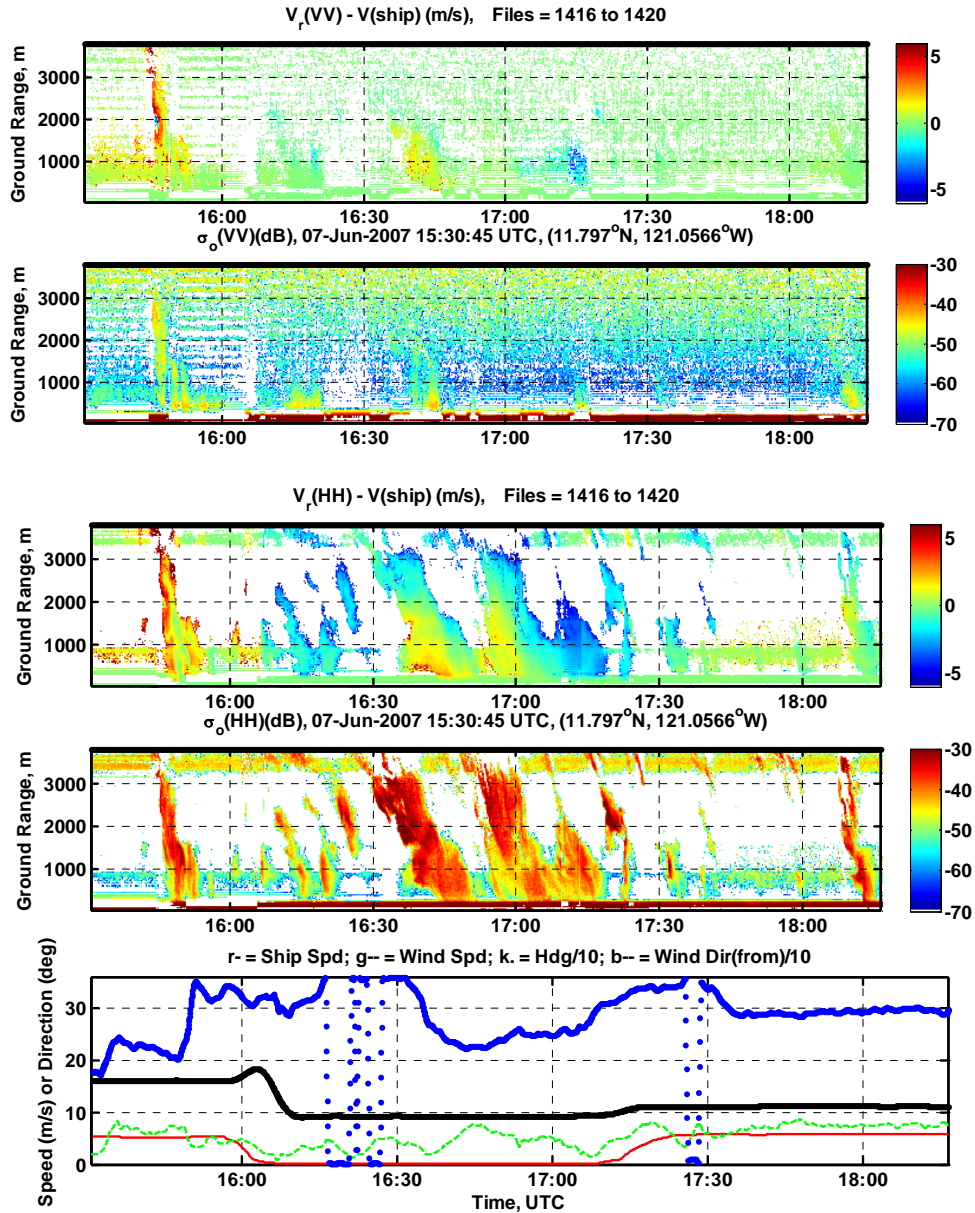 V_r(VV) - V(ship) (m/s), Files = 1416 to 1420
Ground Range, m
3000
2000
1000
16:00 16:30 17:00 17:30 18:00
5
0
-5
σ_o(VV)(dB), 07-Jun-2007 15:30:45 UTC, (11.797°N, 121.0566°W)
Ground Range, m
3000
2000
1000
16:00 16:30 17:00 17:30 18:00
-30
-40
-50
-60
-70
V_r(HH) - V(ship) (m/s), Files = 1416 to 1420
Ground Range, m
3000
2000
1000
16:00 16:30 17:00 17:30 18:00
5
0
-5
σ_o(HH)(dB), 07-Jun-2007 15:30:45 UTC, (11.797°N, 121.0566°W)
Ground Range, m
3000
2000
1000
16:00 16:30 17:00 17:30 18:00
-30
-40
-50
-60
-70
r- = Ship Spd; g-- = Wind Spd; k. = Hdg/10; b-- = Wind Dir(from)/10
Speed (m/s) or Direction (deg)
30
20
10
0
16:00 16:30 17:00 17:30 18:00
Time, UTC